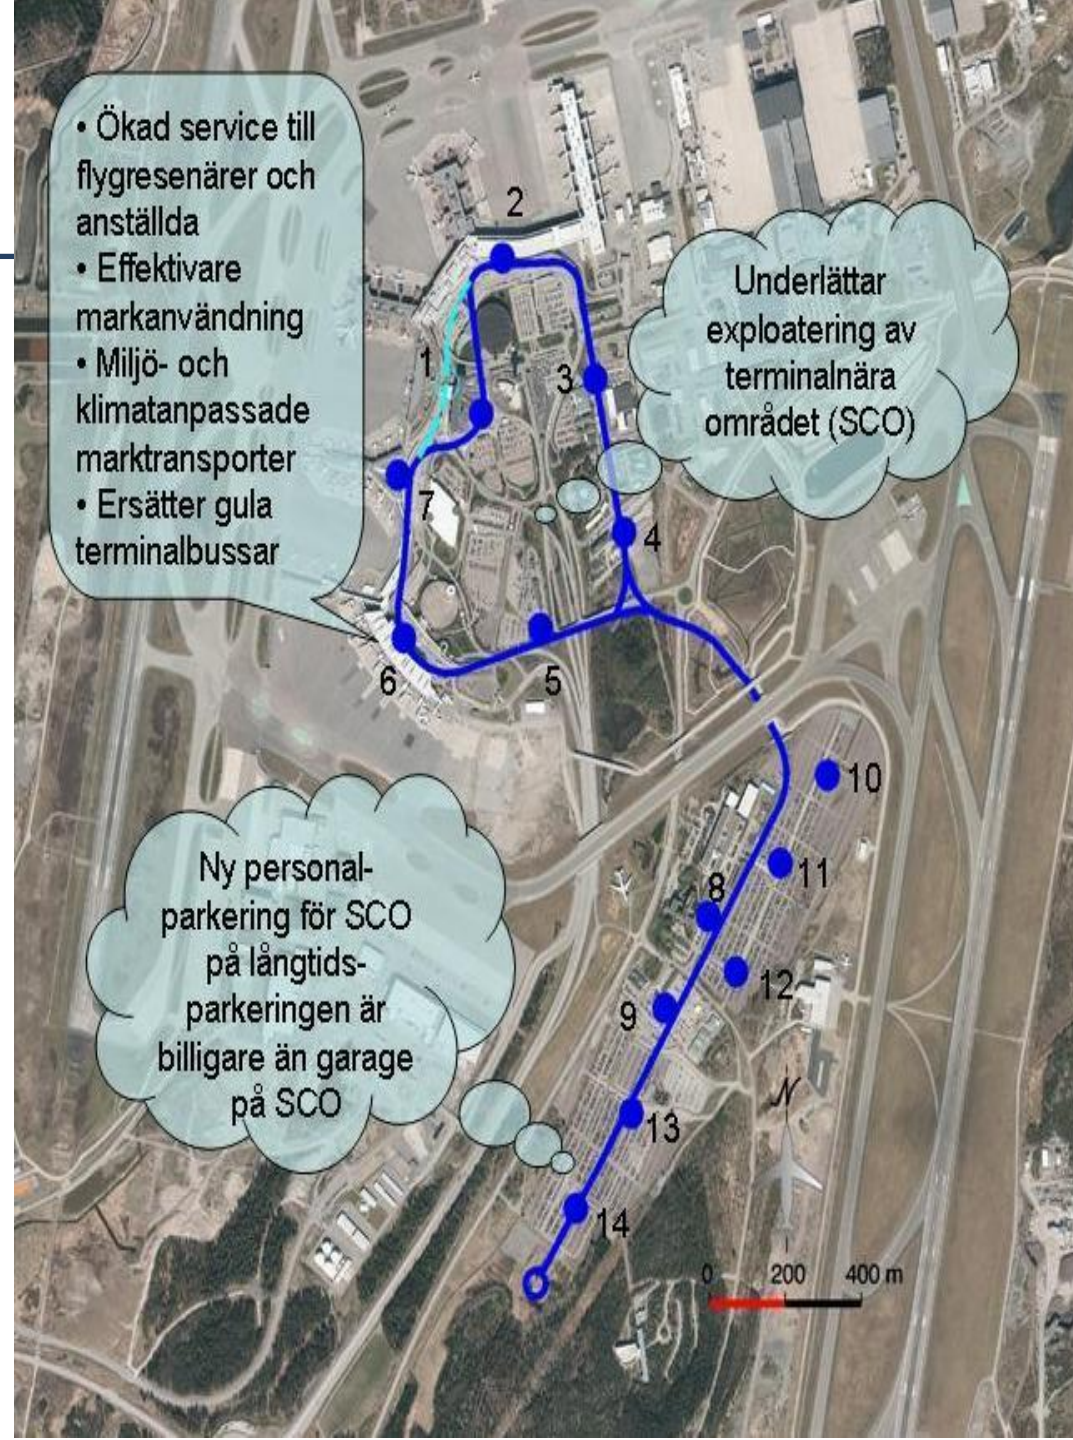 • Ökad service till
flygresenärer och
anställda
• Effektivare
markanvändning
• Miljö- och
klimatanpassade
marktransporter
• Ersätter gula
terminalbussar
2
Underlättar
exploatering av
terminalnära
området (SCO)
1
3
7
4
6
5
10
11
8
12
9
13
14
Ny personal-
parkering för SCO
på långtids-
parkeringen är
billigare än garage
på SCO
N
0 200 400 m